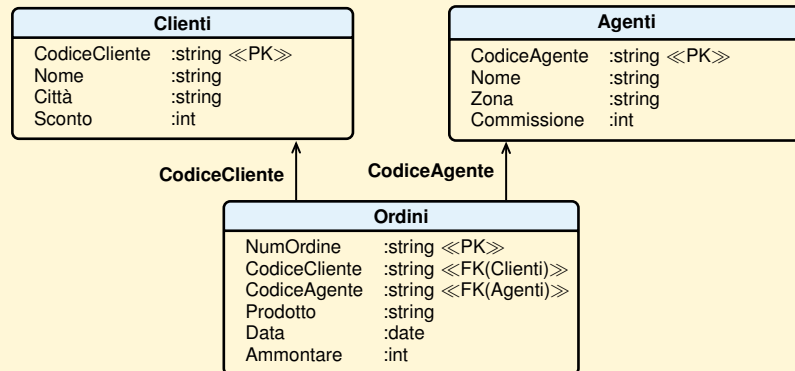 Clienti
CodiceCliente :string ≪PK≫
Nome :string
Città :string
Sconto :int
Agenti
CodiceAgente :string ≪PK≫
Nome :string
Zona :string
Commissione :int
CodiceCliente
CodiceAgente
Ordini
NumOrdine :string ≪PK≫
CodiceCliente :string ≪FK(Clienti)≫
CodiceAgente :string ≪FK(Agenti)≫
Prodotto :string
Data :date
Ammontare :int